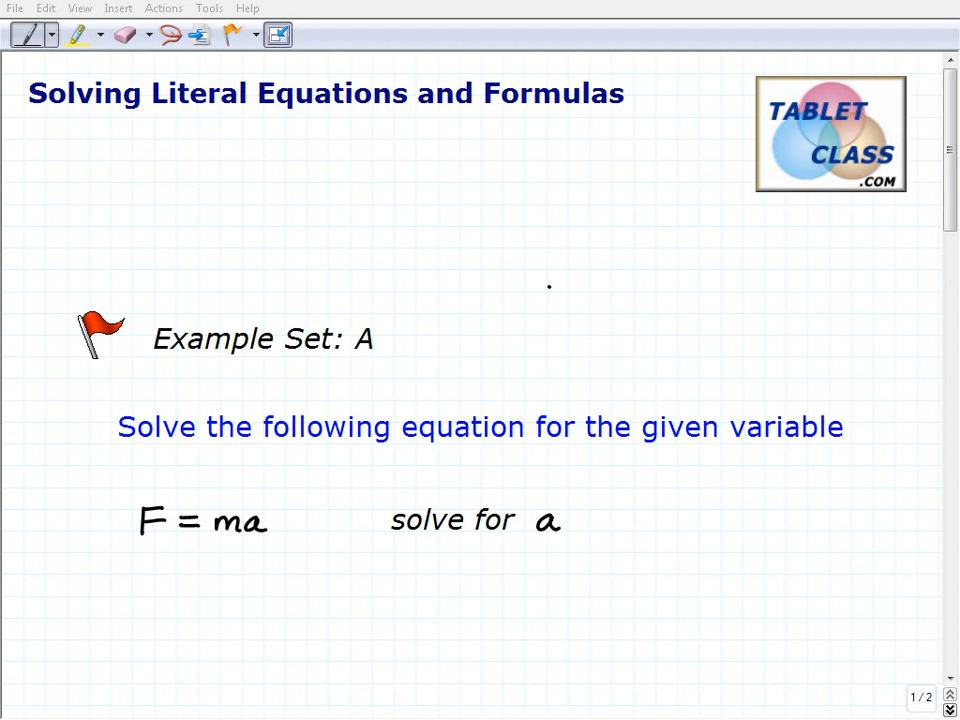 File Edit View Insert Actions Tools Help
Solving Literal Equations and Formulas
TABLET
CLASS
.COM
Example Set: A
Solve the following equation for the given variable
F = ma solve for a
1 / 2